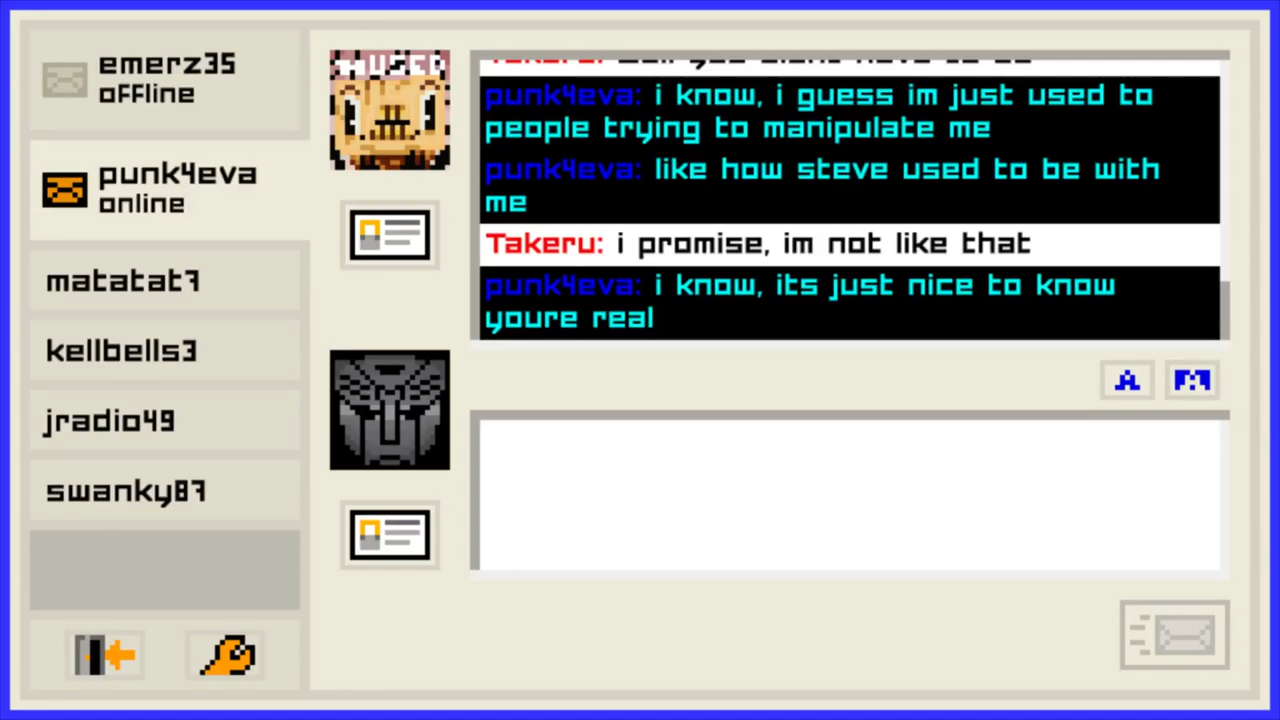 emerz35
offline
punk4eva
online
matatat7
kellbells3
jradio49
swanky87
punk4eva: i know, i guess im just used to
people trying to manipulate me
punk4eva: like how steve used to be with
me
Takeru: i promise, im not like that
punk4eva: i know, its just nice to know
youre real
A